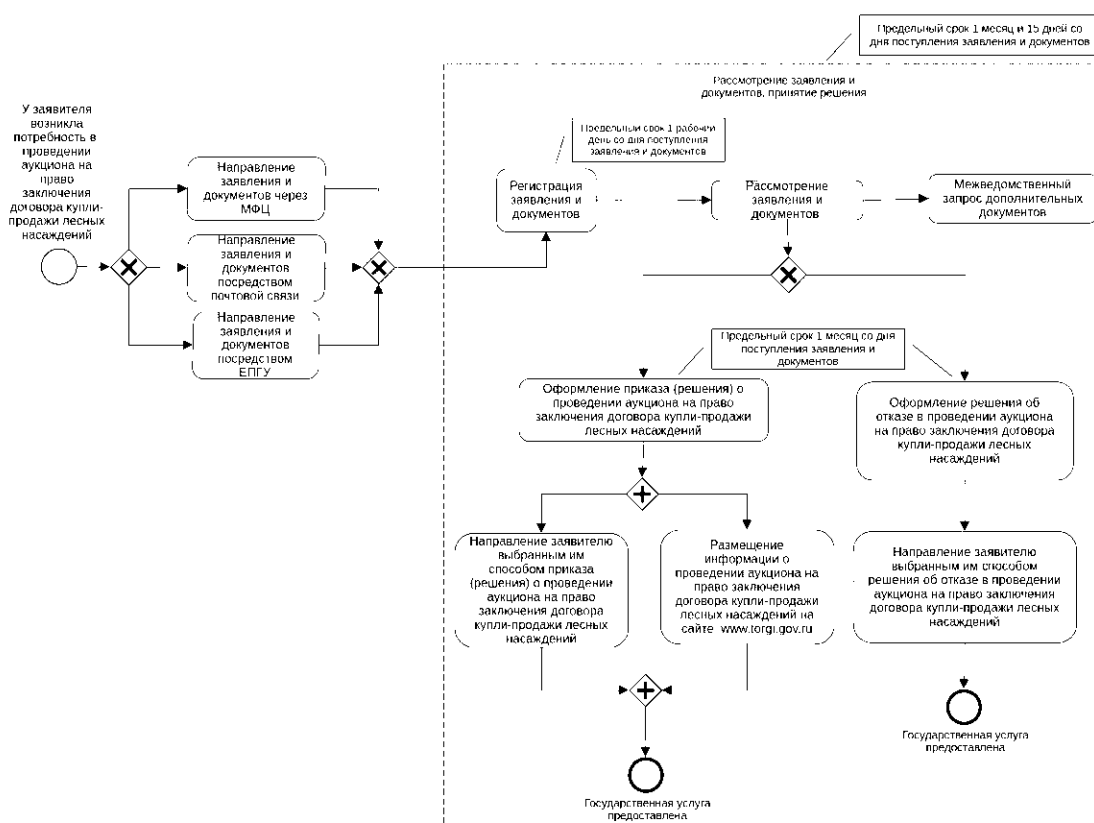 Предельный срок 1 месяц и 15 дней со
дня поступления заявления и документов
Рассмотрение заявления и
документов, принятие решения
У заявителя
возникла
потребность в
проведении
аукциона на
право
заключения
договора купли-
продажи лесных
насаждений
Направление
заявления и
документов через
МФЦ
Направление
заявления и
документов
посредством
почтовой связи
Направление
заявления и
документов
посредством
ЕПГУ
Предельный срок 1 рабочий
день со дня поступления
заявления и документов
Регистрация
заявления и
документов
Рассмотрение
заявления и
документов
Межведомственный
запрос дополнительных
документов
Предельный срок 1 месяц со дня
поступления заявления и
документов
Оформление приказа (решения) о
проведении аукциона на право
заключения договора купли-продажи
лесных насаждений
Оформление решения об
отказе в проведении аукциона
на право заключения договора
купли-продажи лесных
насаждений
Направление заявителю
выбранным им
способом приказа
(решения) о проведении
аукциона на право
заключения договора
купли-продажи лесных
насаждений
Размещение
информации о
проведении аукциона на
право заключения
договора купли-продажи
лесных насаждений на
сайте www.torgi.gov.ru
Направление заявителю
выбранным им способом
решения об отказе в проведении
аукциона на право заключения
договора купли-продажи лесных
насаждений
Государственная услуга
предоставлена
Государственная услуга
предоставлена